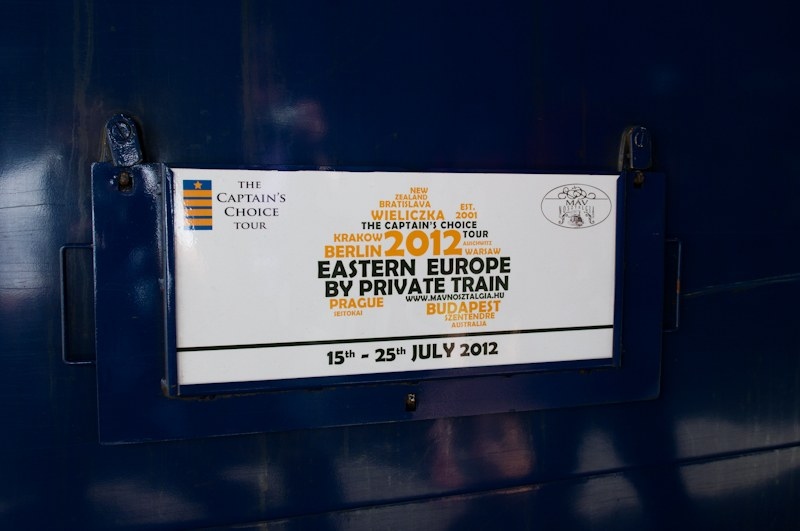 THE
CAPTAIN'S
CHOICE
TOUR
NEW
ZEALAND
BRATISLAVA
WIELICZKA
EST.
2001
THE CAPTAIN'S CHOICE
TOUR
KRAKOW
2012
AUSCHWITZ
BERLIN
WARSAW
EASTERN EUROPE
BY PRIVATE TRAIN
WWW.MAVNOSZTALGIA.HU
PRAGUE
BUDAPEST
SZENTENDRE
AUSTRALIA
MAV
NOSZTALGIA
15th - 25th JULY 2012